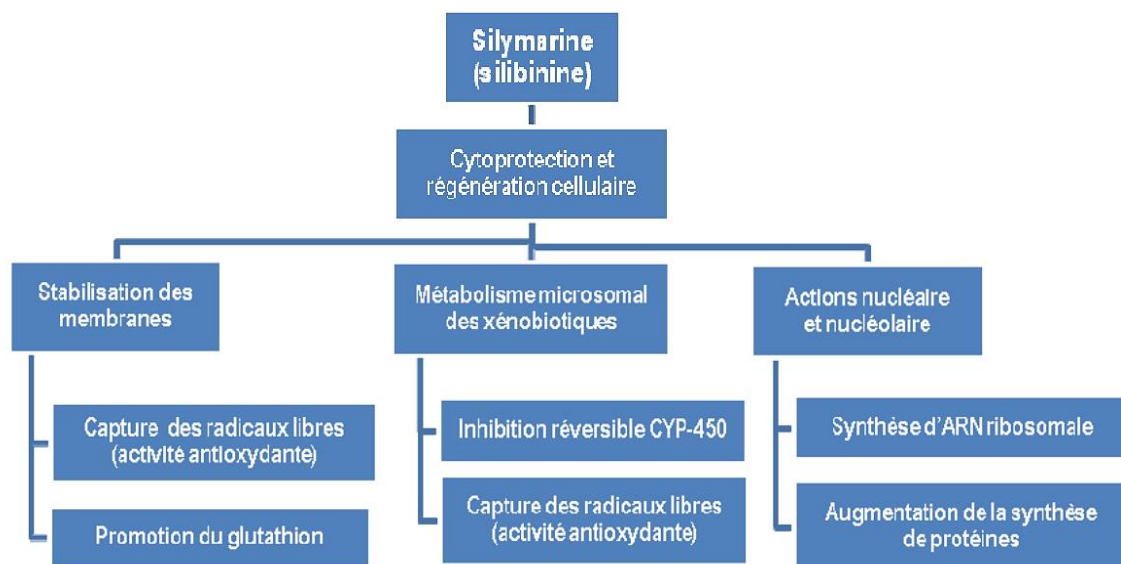 Silymarine
(silibinine)
Cytoprotection et
régénération cellulaire
Stabilisation des
membranes
Capture des radicaux libres
(activité antioxydante)
Promotion du glutathion
Métabolisme microsomal
des xénobiotiques
Inhibition réversible CYP-450
Capture des radicaux libres
(activité antioxydante)
Actions nucléaire
et nucléolaire
Synthèse d'ARN ribosomale
Augmentation de la synthèse
de protéines